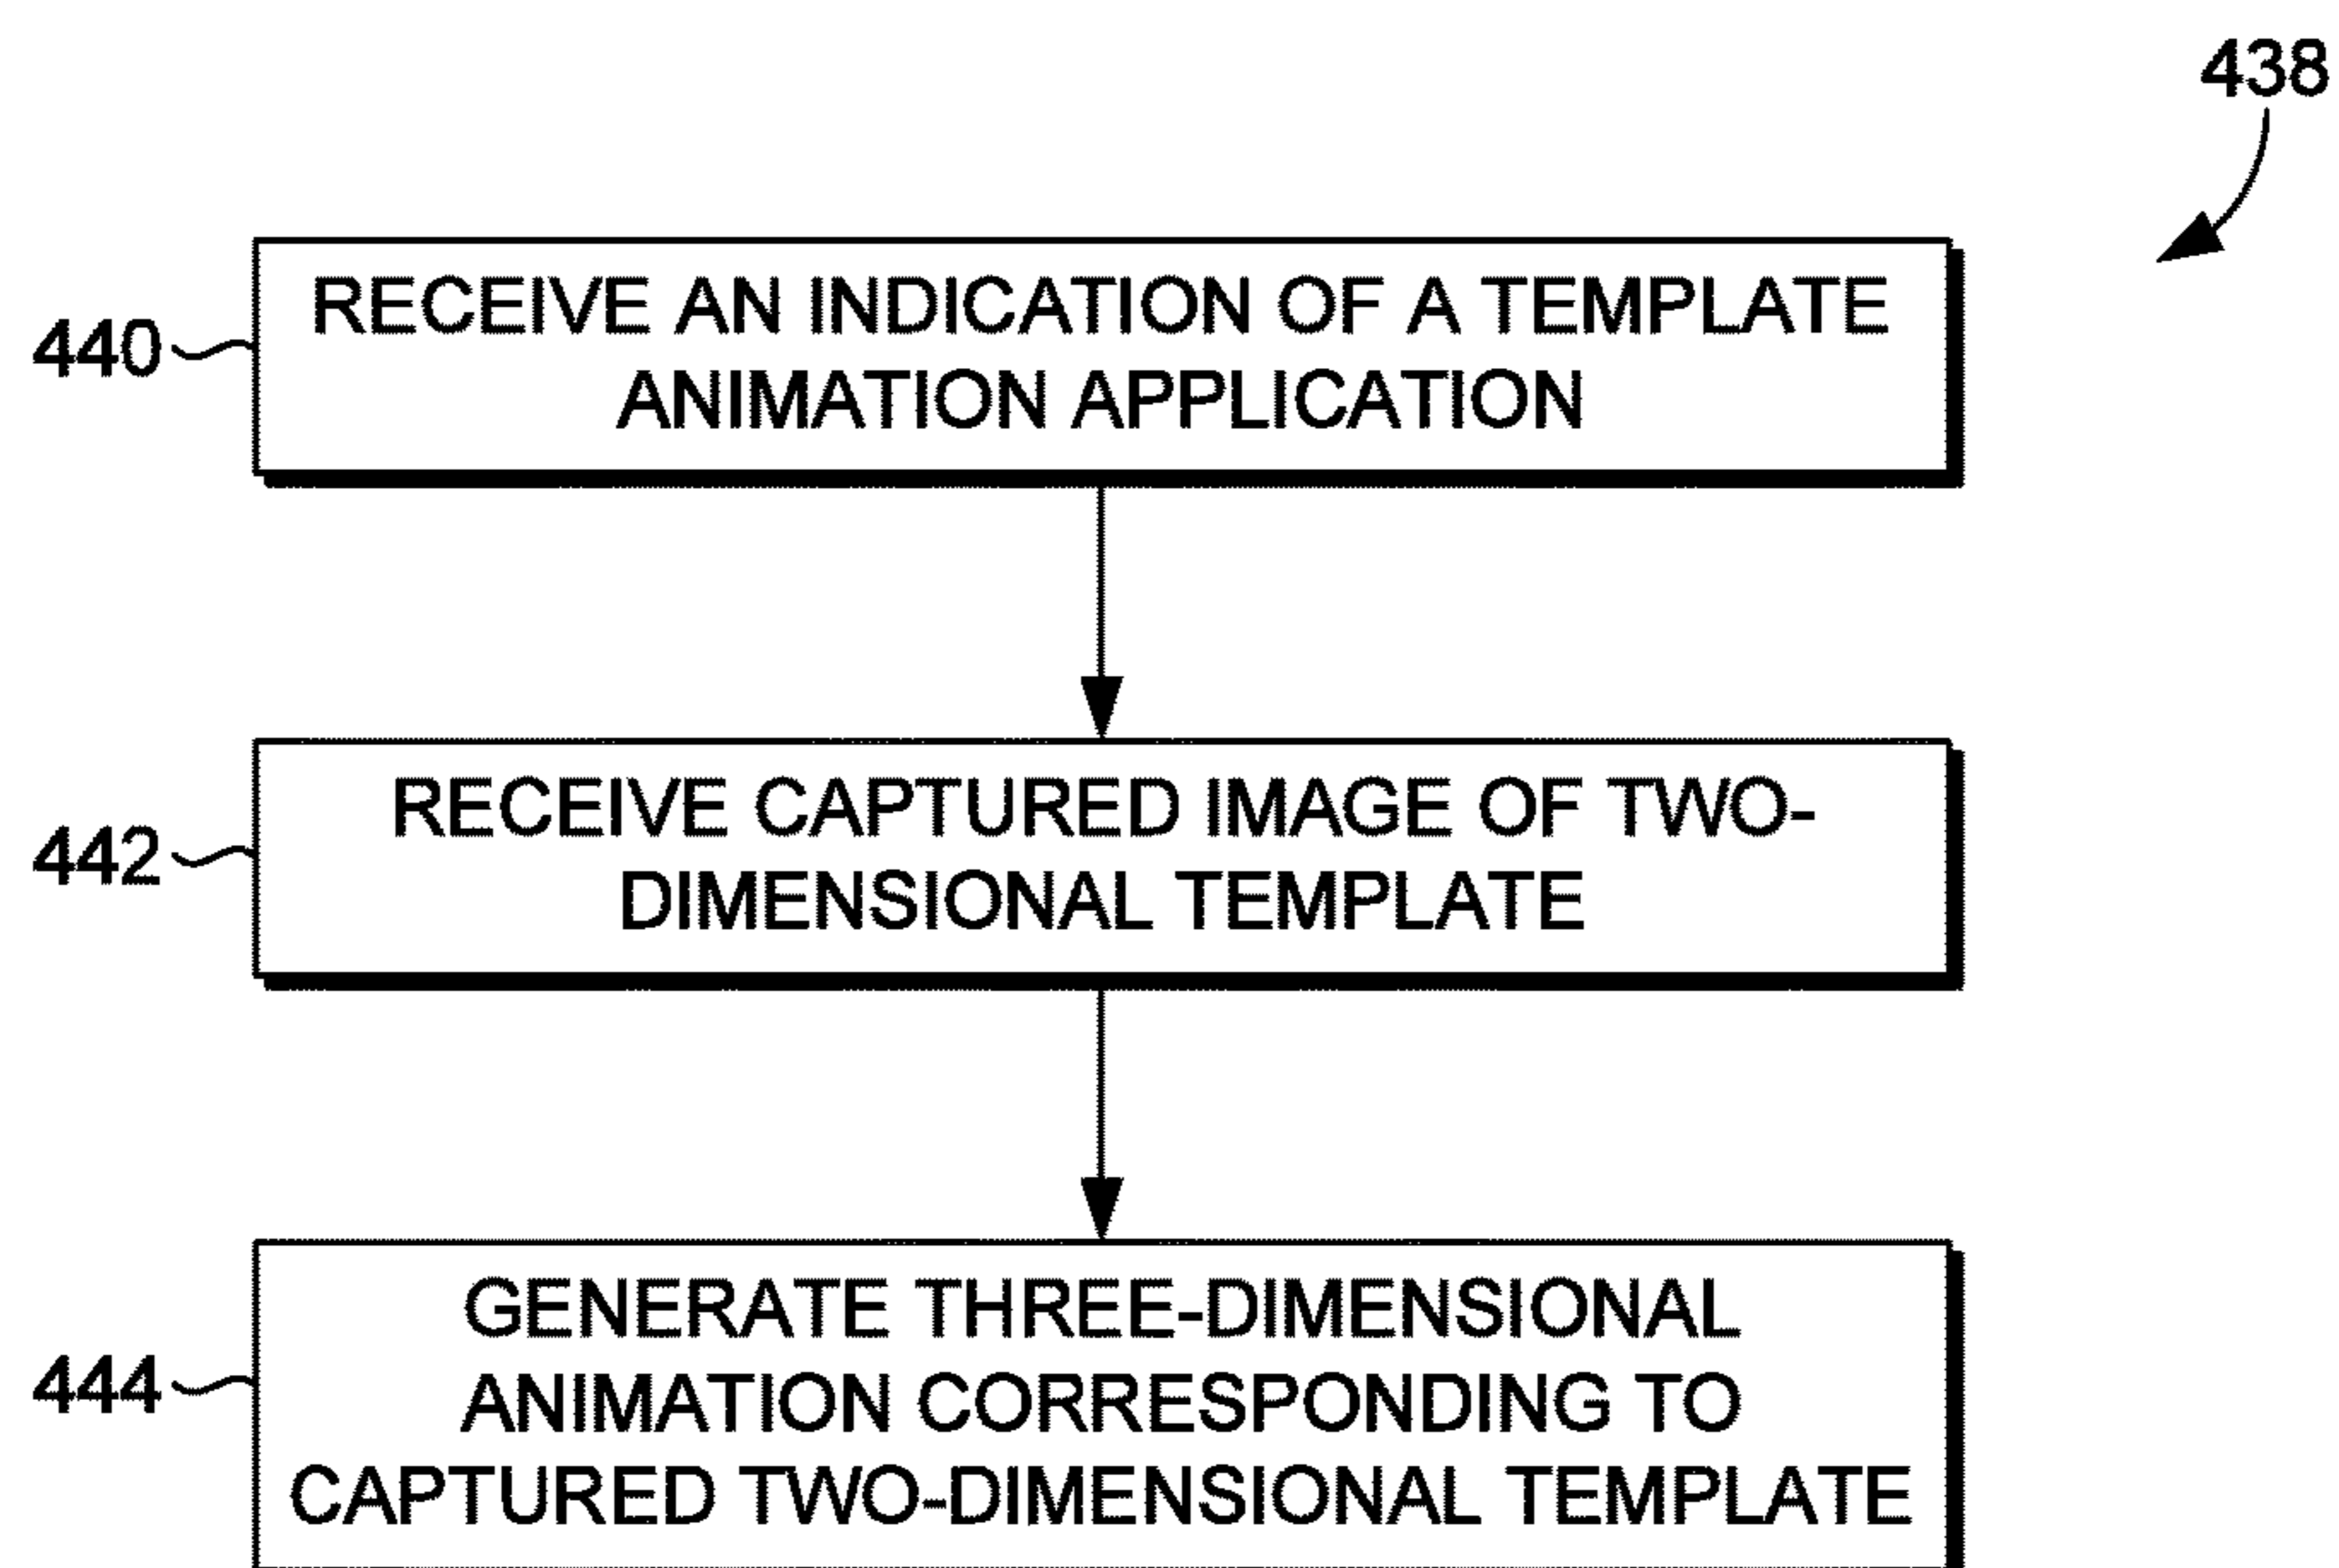 438
440
RECEIVE AN INDICATION OF A TEMPLATE
ANIMATION APPLICATION
442
RECEIVE CAPTURED IMAGE OF TWO-
DIMENSIONAL TEMPLATE
444
GENERATE THREE-DIMENSIONAL
ANIMATION CORRESPONDING TO
CAPTURED TWO-DIMENSIONAL TEMPLATE